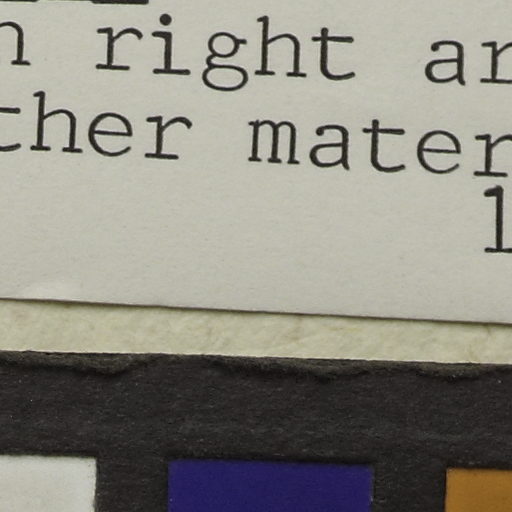 n right ar
ther mater
1